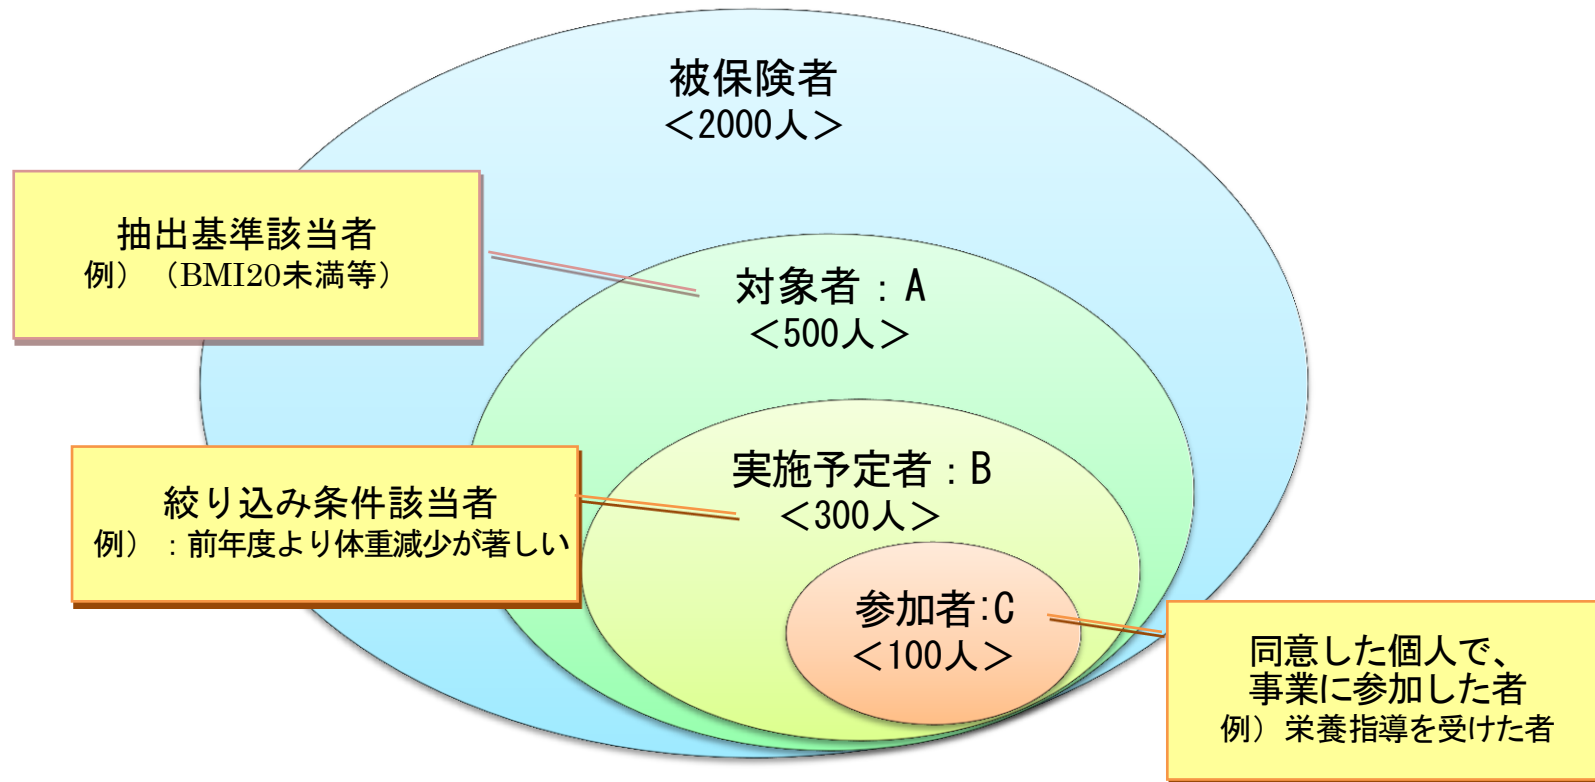 被保険者
＜2000人＞
抽出基準該当者
例）（BMI20未満等）
対象者：A
＜500人＞
絞り込み条件該当者
例）：前年度より体重減少が著しい
実施予定者：B
＜300人＞
参加者:C
＜100人＞
同意した個人で、
事業に参加した者
例）栄養指導を受けた者